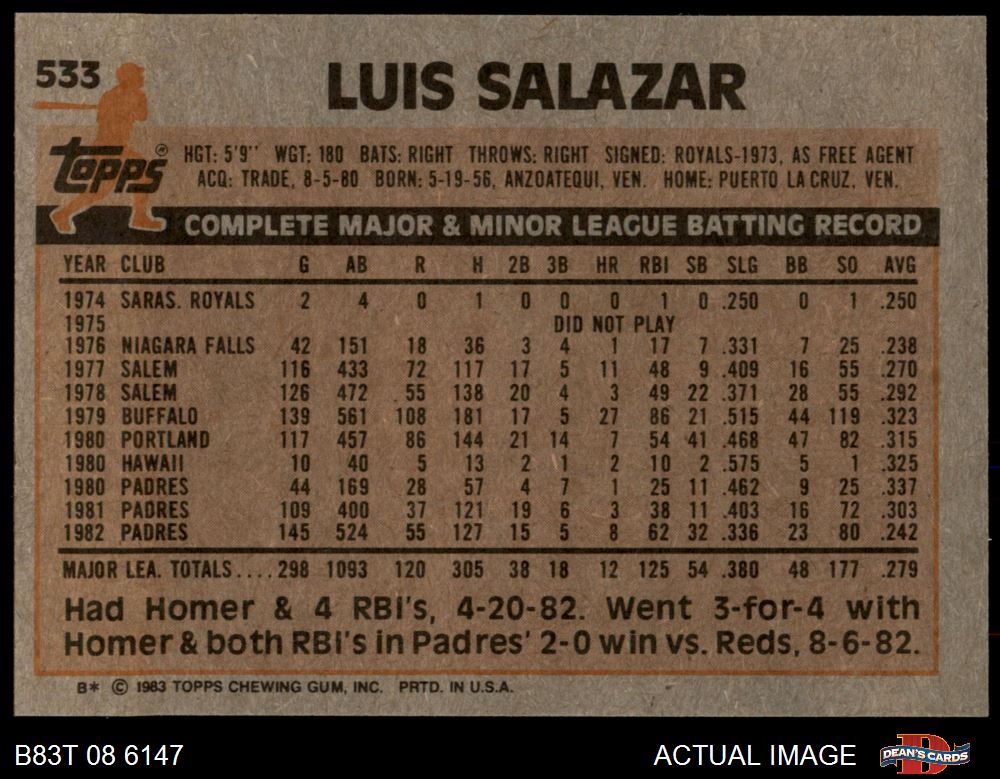 533
LUIS SALAZAR
TOPPS
HGT: 5'9" WGT: 180 BATS: RIGHT THROWS: RIGHT SIGNED: ROYALS-1973, AS FREE AGENT
ACQ: TRADE, 8-5-80 BORN: 5-19-56, ANZOATEQUI, VEN. HOME: PUERTO LA CRUZ, VEN.
COMPLETE MAJOR & MINOR LEAGUE BATTING RECORD
YEAR CLUB G AB R H 2B 3B HR RBI SB SLG BB SO AVG
1974 SARAS. ROYALS 2 4 0 1 0 0 0 1 0 .250 0 1 .250
1975 DID NOT PLAY
1976 NIAGARA FALLS 42 151 18 36 3 4 1 17 7 .331 7 25 .238
1977 SALEM 116 433 72 117 17 5 11 48 9 .409 16 55 .270
1978 SALEM 126 472 55 138 20 4 3 49 22 .371 28 55 .292
1979 BUFFALO 139 561 108 181 17 5 27 86 21 .515 44 119 .323
1980 PORTLAND 117 457 86 144 21 14 7 54 41 .468 47 82 .315
1980 HAWAII 10 40 5 13 2 1 2 10 2 .575 5 1 .325
1980 PADRES 44 169 28 57 4 7 1 25 11 .462 9 25 .337
1981 PADRES 109 400 37 121 19 6 3 38 11 .403 16 72 .303
1982 PADRES 145 524 55 127 15 5 8 62 32 .336 23 80 .242
MAJOR LEA. TOTALS.... 298 1093 120 305 38 18 12 125 54 .380 48 177 .279
Had Homer & 4 RBI's, 4-20-82. Went 3-for-4 with
Homer & both RBI's in Padres' 2-0 win vs. Reds, 8-6-82.
B* © 1983 TOPPS CHEWING GUM, INC. PRTD. IN U.S.A.
B83T 08 6147
ACTUAL IMAGE
DEAN'S CARDS